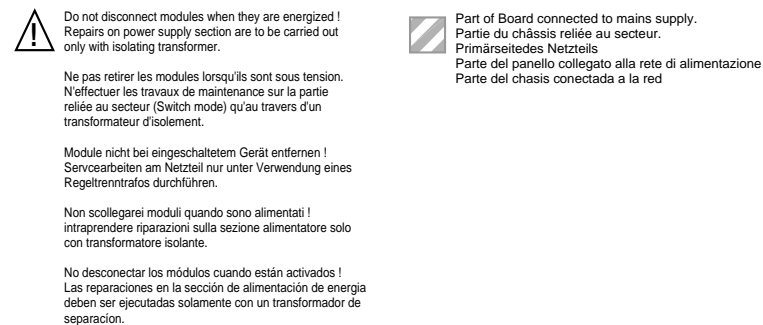 Do not disconnect modules when they are energized !
Repairs on power supply section are to be carried out
only with isolating transformer.
Ne pas retirer les modules lorsqu'ils sont sous tension.
N'effectuer les travaux de maintenance sur la partie
reliée au secteur (Switch mode) qu'au travers d'un
transformateur d'isolement.
Module nicht bei eingeschaltetem Gerät entfernen !
Servcearbeiten am Netzteil nur unter Verwendung eines
Regeltrenntrafos durchführen.
Non scollegarei moduli quando sono alimentati !
intraprendere riparazioni sulla sezione alimentatore solo
con transformatore isolante.
No desconectar los módulos cuando están activados !
Las reparaciones en la sección de alimentación de energia
deben ser ejecutadas solamente con un transformador de
separacíon.
Part of Board connected to mains supply.
Partie du châssis reliée au secteur.
Primärseitedes Netzteils
Parte del panello collegato alla rete di alimentazione
Parte del chasis conectada a la red